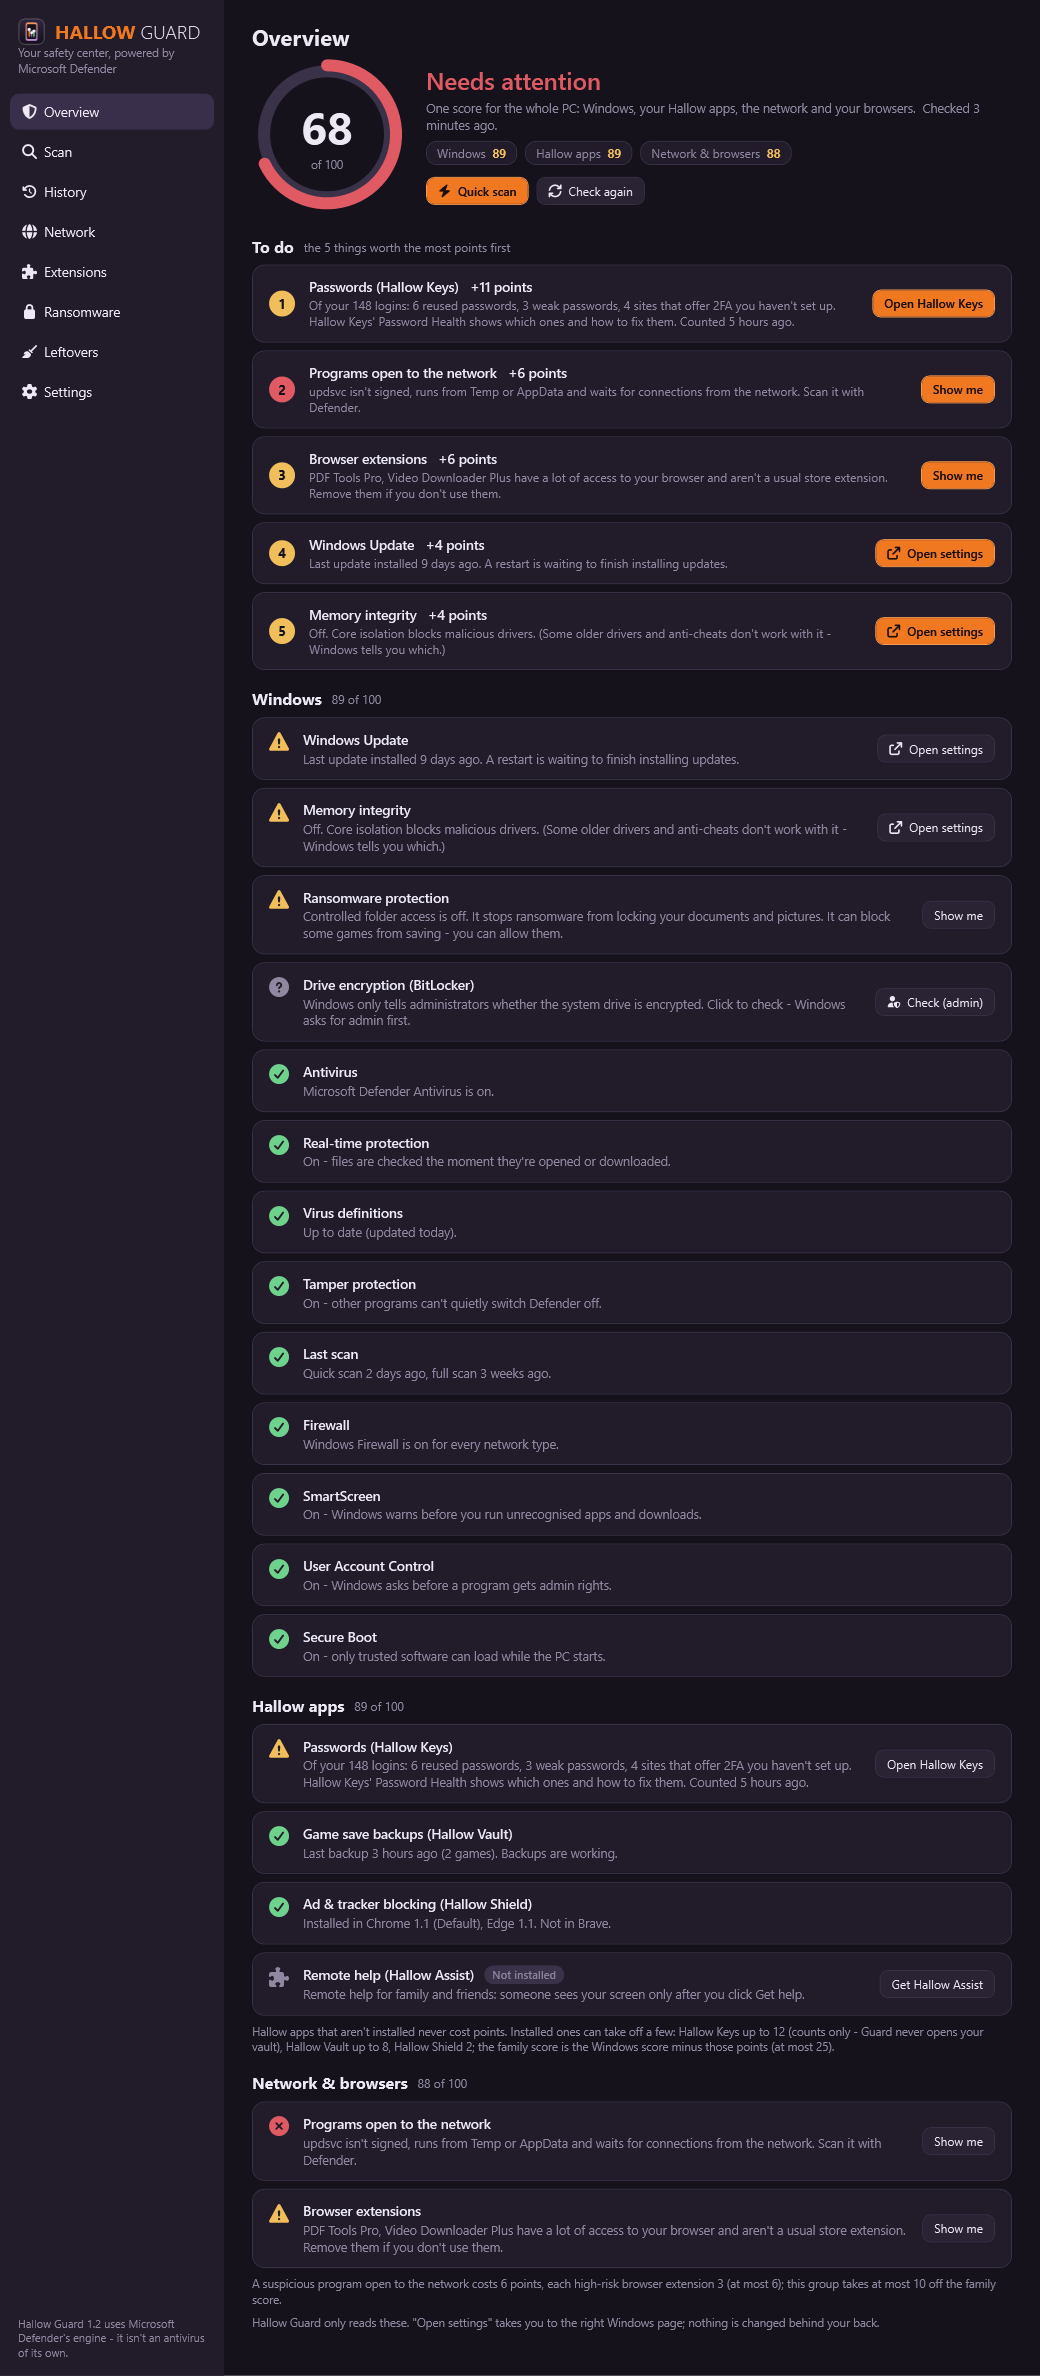 HALLOW GUARD
Your safety center, powered by
Microsoft Defender
Overview
Scan
History
Network
Extensions
Ransomware
Leftovers
Settings
Hallow Guard 1.2 uses Microsoft
Defender's engine - it isn't an antivirus
of its own.
Overview
68
of 100
Needs attention
One score for the whole PC: Windows, your Hallow apps, the network and your browsers. Checked 3
minutes ago.
Windows 89
Hallow apps 89
Network & browsers 88
Quick scan
Check again
To do the 5 things worth the most points first
1
Passwords (Hallow Keys) +11 points
Of your 148 logins: 6 reused passwords, 3 weak passwords, 4 sites that offer 2FA you haven't set up.
Hallow Keys' Password Health shows which ones and how to fix them. Counted 5 hours ago.
Open Hallow Keys
2
Programs open to the network +6 points
updsvc isn't signed, runs from Temp or AppData and waits for connections from the network. Scan it with
Defender.
Show me
3
Browser extensions +6 points
PDF Tools Pro, Video Downloader Plus have a lot of access to your browser and aren't a usual store extension.
Remove them if you don't use them.
Show me
4
Windows Update +4 points
Last update installed 9 days ago. A restart is waiting to finish installing updates.
Open settings
5
Memory integrity +4 points
Off. Core isolation blocks malicious drivers. (Some older drivers and anti-cheats don't work with it -
Windows tells you which.)
Open settings
Windows 89 of 100
Windows Update
Last update installed 9 days ago. A restart is waiting to finish installing updates.
Open settings
Memory integrity
Off. Core isolation blocks malicious drivers. (Some older drivers and anti-cheats don't work with it -
Windows tells you which.)
Open settings
Ransomware protection
Controlled folder access is off. It stops ransomware from locking your documents and pictures. It can block
some games from saving - you can allow them.
Show me
Drive encryption (BitLocker)
Windows only tells administrators whether the system drive is encrypted. Click to check - Windows
asks for admin first.
Check (admin)
Antivirus
Microsoft Defender Antivirus is on.
Real-time protection
On - files are checked the moment they're opened or downloaded.
Virus definitions
Up to date (updated today).
Tamper protection
On - other programs can't quietly switch Defender off.
Last scan
Quick scan 2 days ago, full scan 3 weeks ago.
Firewall
Windows Firewall is on for every network type.
SmartScreen
On - Windows warns before you run unrecognised apps and downloads.
User Account Control
On - Windows asks before a program gets admin rights.
Secure Boot
On - only trusted software can load while the PC starts.
Hallow apps 89 of 100
Passwords (Hallow Keys)
Of your 148 logins: 6 reused passwords, 3 weak passwords, 4 sites that offer 2FA you haven't set up.
Hallow Keys' Password Health shows which ones and how to fix them. Counted 5 hours ago.
Open Hallow Keys
Game save backups (Hallow Vault)
Last backup 3 hours ago (2 games). Backups are working.
Ad & tracker blocking (Hallow Shield)
Installed in Chrome 1.1 (Default), Edge 1.1. Not in Brave.
Remote help (Hallow Assist) Not installed
Remote help for family and friends: someone sees your screen only after you click Get help.
Get Hallow Assist
Hallow apps that aren't installed never cost points. Installed ones can take off a few: Hallow Keys up to 12 (counts only - Guard never opens your
vault), Hallow Vault up to 8, Hallow Shield 2; the family score is the Windows score minus those points (at most 25).
Network & browsers 88 of 100
Programs open to the network
updsvc isn't signed, runs from Temp or AppData and waits for connections from the network. Scan it with
Defender.
Show me
Browser extensions
PDF Tools Pro, Video Downloader Plus have a lot of access to your browser and aren't a usual store extension.
Remove them if you don't use them.
Show me
A suspicious program open to the network costs 6 points, each high-risk browser extension 3 (at most 6); this group takes at most 10 off the family
score.
Hallow Guard only reads these. "Open settings" takes you to the right Windows page; nothing is changed behind your back.